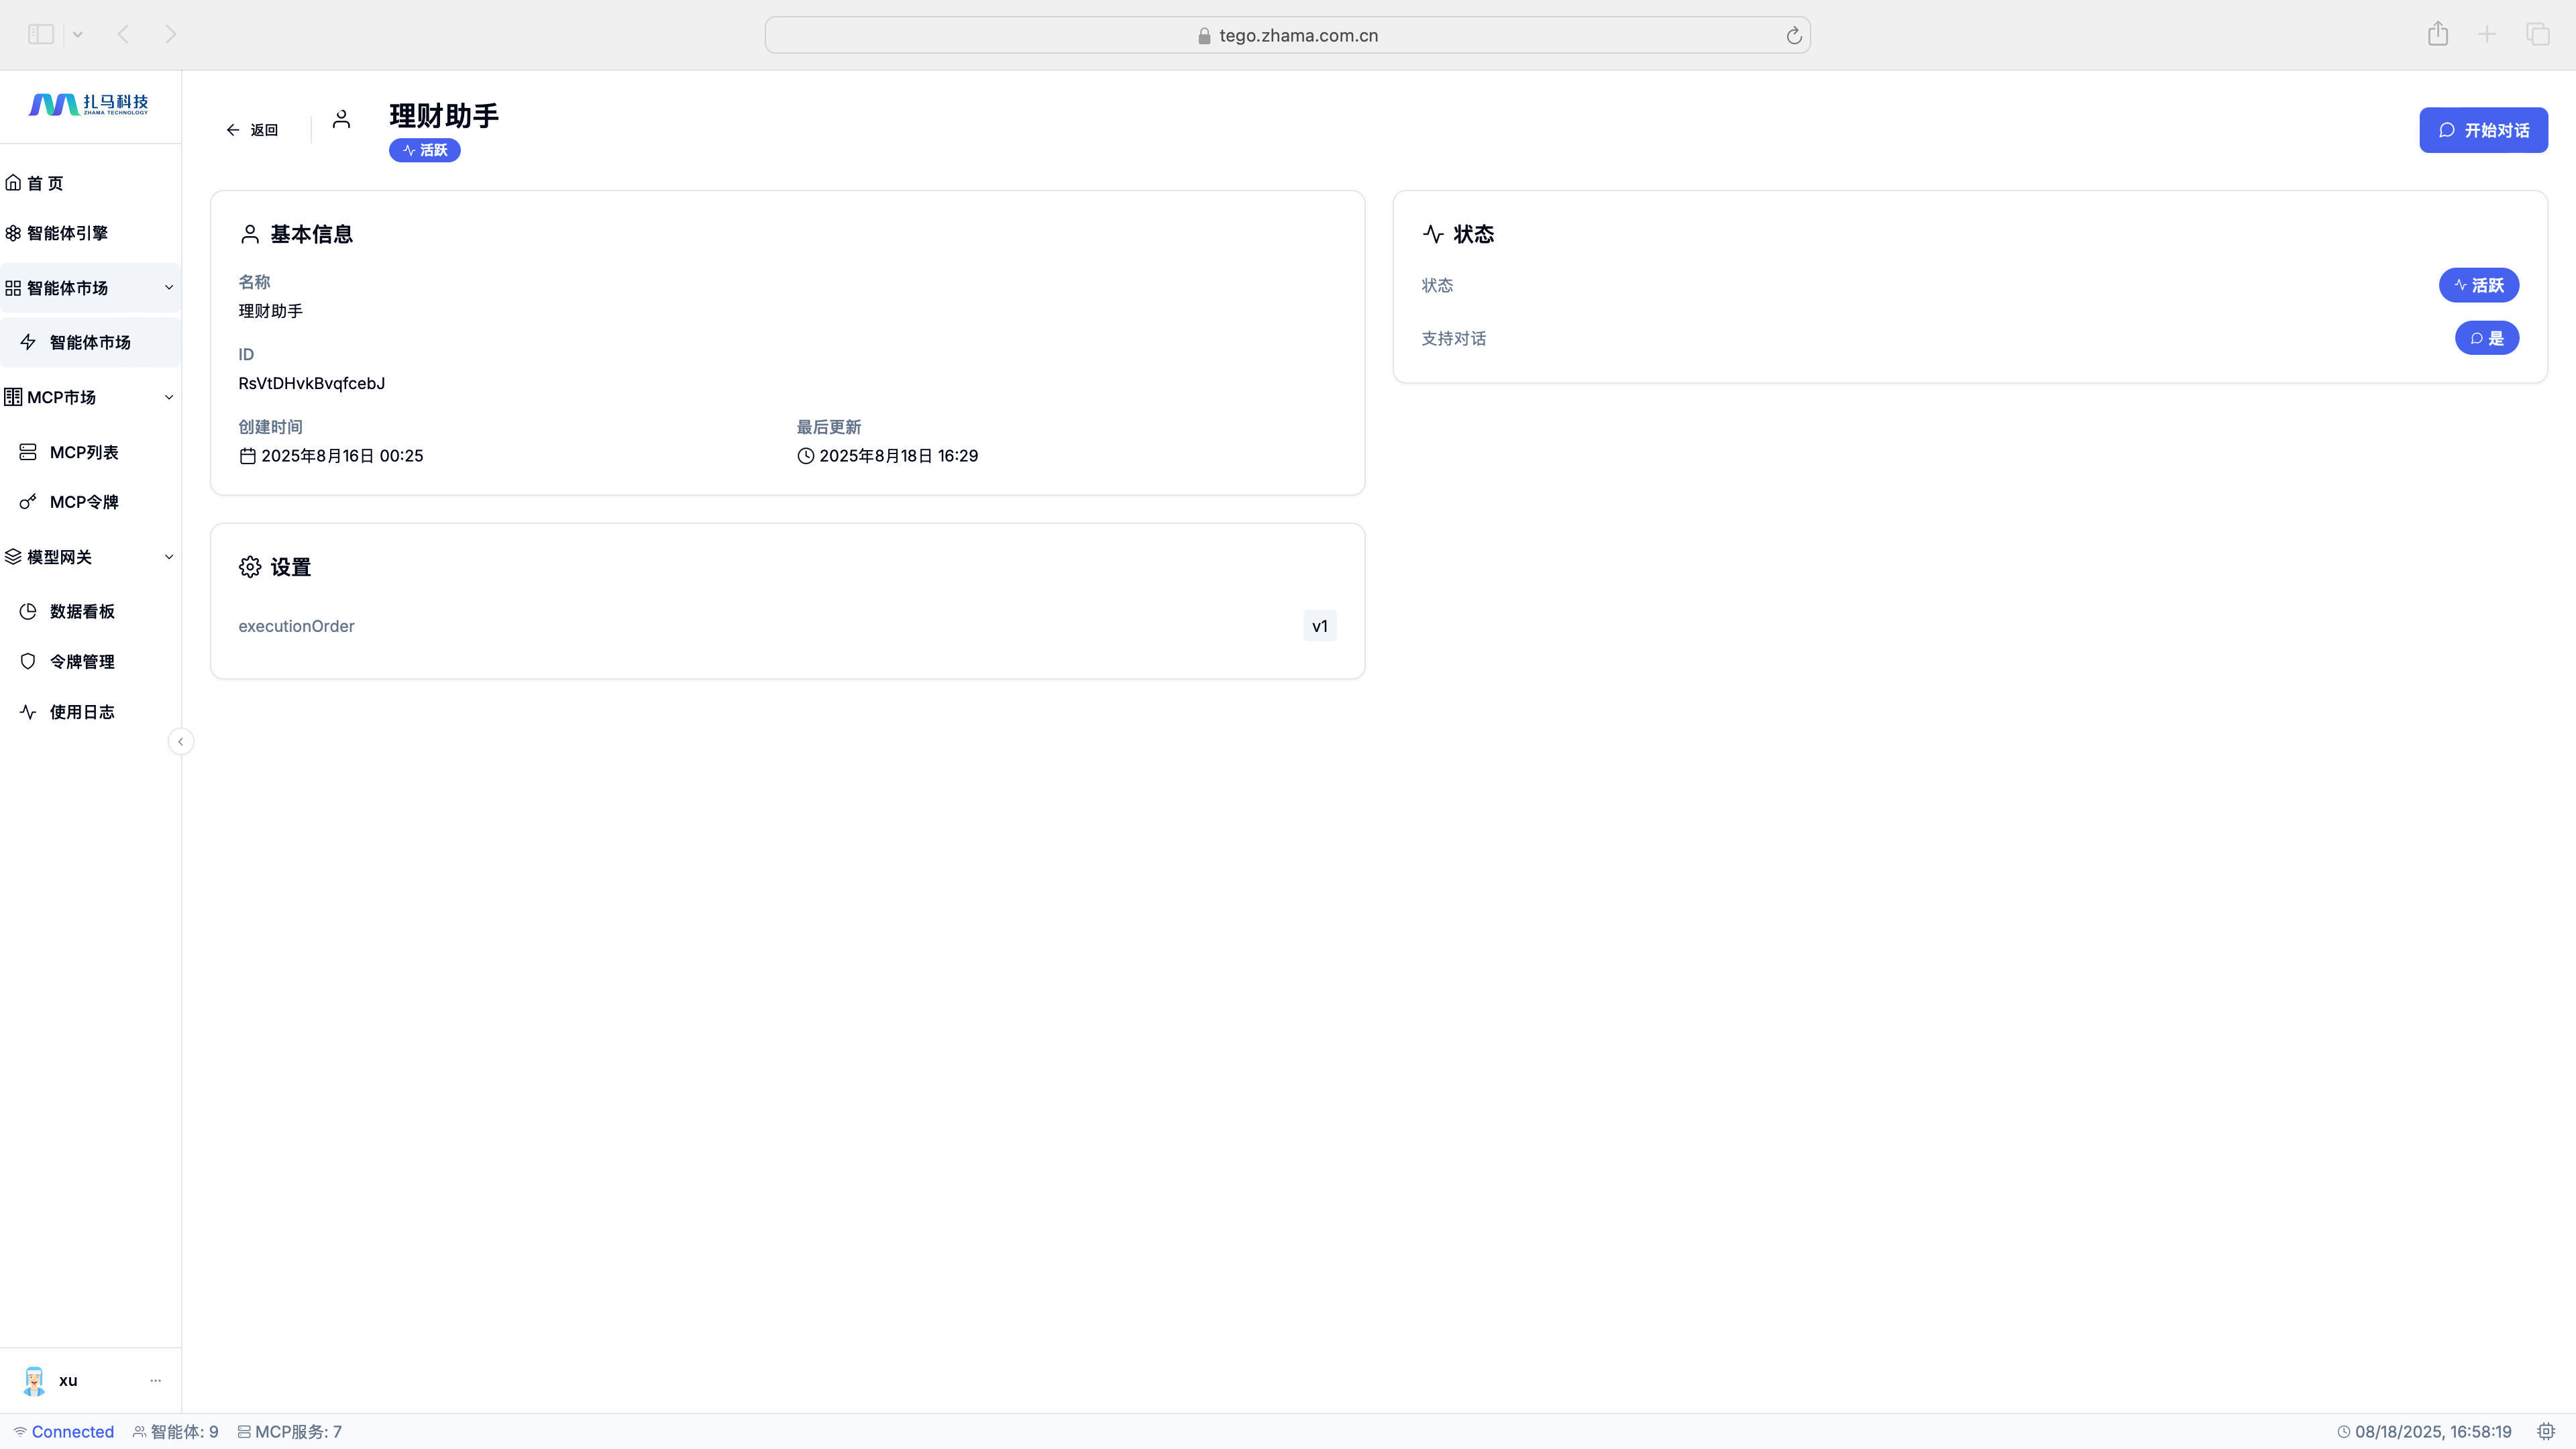 tego.zhama.com.cn
扎马科技
ZHAMA TECHNOLOGY
首 页
智能体引擎
智能体市场
智能体市场
MCP市场
MCP列表
MCP令牌
模型网关
数据看板
令牌管理
使用日志
xu
返回
理财助手
活跃
开始对话
基本信息
名称
理财助手
ID
RsVtDHvkBvqfcebJ
创建时间
2025年8月16日 00:25
最后更新
2025年8月18日 16:29
设置
executionOrder
v1
状态
状态
活跃
支持对话
是
Connected
智能体: 9
MCP服务: 7
08/18/2025, 16:58:19